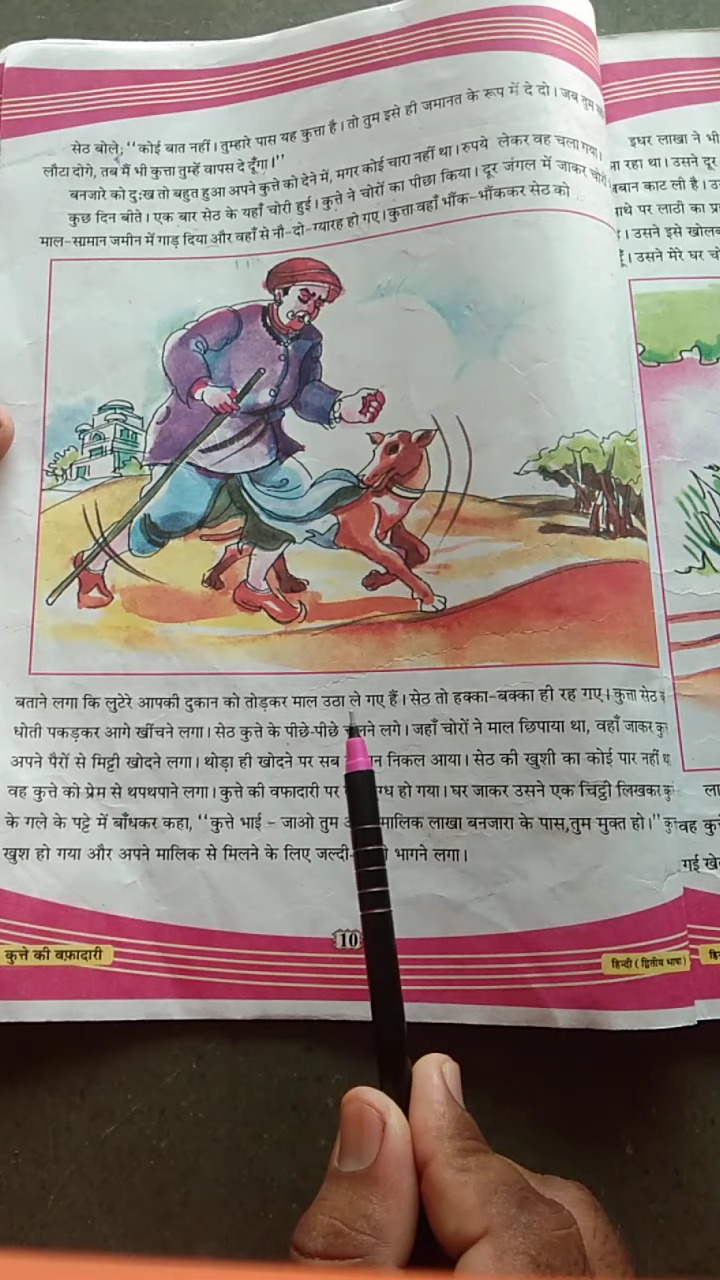 सेठ बोले, ‘‘कोई बात नहीं। तुम्हारे पास यह कुत्ता है। तो तुम इसे ही जमानत के रूप में दे दो। जब तुम
लौटा दोगे, तब मैं भी कुत्ता तुम्हें वापस दे दूँगा।’’
बनजारे को दुःख तो बहुत हुआ अपने कुत्ते को देने में, मगर कोई चारा नहीं था। रुपये लेकर वह चला गया।
कुछ दिन बीते। एक बार सेठ के यहाँ चोरी हुई। कुत्ते ने चोरों का पीछा किया। दूर जंगल में जाकर
माल-सामान जमीन में गाड़ दिया और वहाँ से नौ-दो-ग्यारह हो गए। कुत्ता वहाँ भौंक-भौंककर सेठ को
बताने लगा कि लुटेरे आपकी दुकान को तोड़कर माल उठा ले गए हैं। सेठ तो हक्का-बक्का ही रह गए। कुत्ता सेठ
धोती पकड़कर आगे खींचने लगा। सेठ कुत्ते के पीछे-पीछे लगे। जहाँ चोरों ने माल छिपाया था, वहाँ जाकर
अपने पैरों से मिट्टी खोदने लगा। थोड़ा ही खोदने पर सब निकल आया। सेठ की खुशी का कोई पार नहीं
वह कुत्ते को प्रेम से थपथपाने लगा। कुत्ते की वफादारी पर हो गया। घर जाकर उसने एक चिट्ठी लिखकर
के गले के पट्टे में बाँधकर कहा, ‘‘कुत्ते भाई – जाओ तुम मालिक लाखा बनजारा के पास, तुम मुक्त हो।’’
खुश हो गया और अपने मालिक से मिलने के लिए भागने लगा।
10
कुत्ते की वफ़ादारी
हिन्दी (द्वितीय भाषा)
इधर लाखा ने भी
रहा था। उसने दूर
काट ली है।
पर लाठी का
। उसने इसे
। उसने मेरे घर
वह
गई